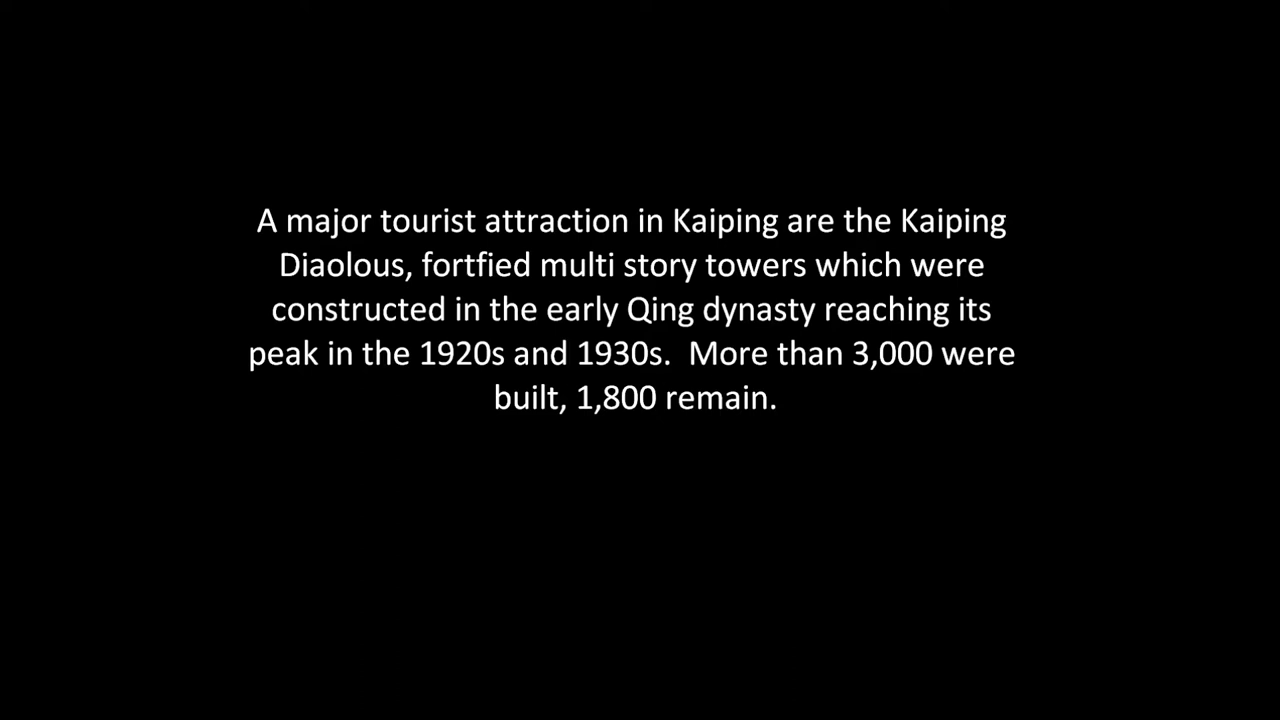 A major tourist attraction in Kaiping are the Kaiping
Diaolous, fortfied multi story towers which were
constructed in the early Qing dynasty reaching its
peak in the 1920s and 1930s.  More than 3,000 were
built, 1,800 remain.